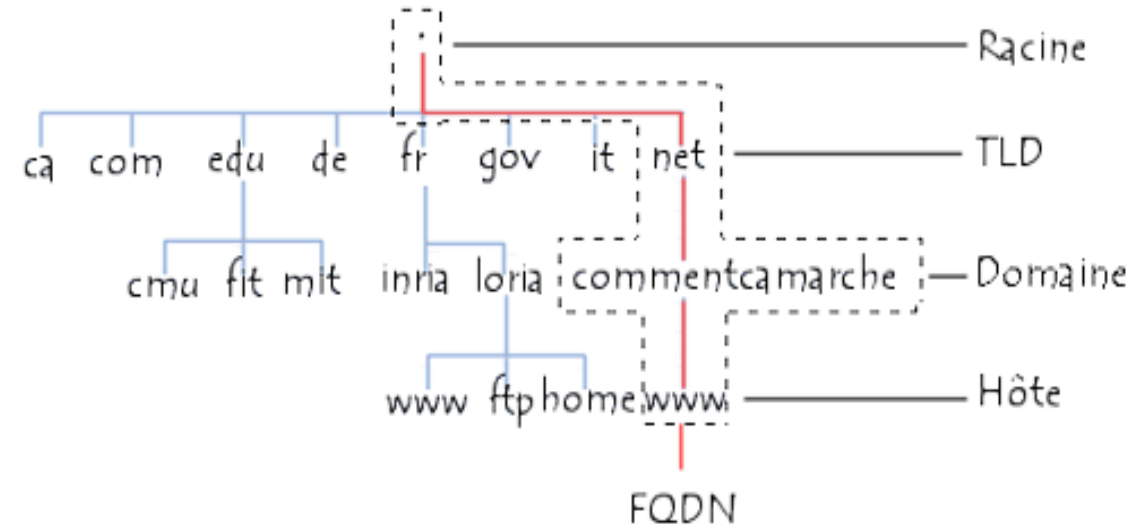 .
Racine
ca com edu de fr gov it net TLD
cmu fit mit inria loria commentcamarche Domaine
www ftp home www Hôte
FQDN